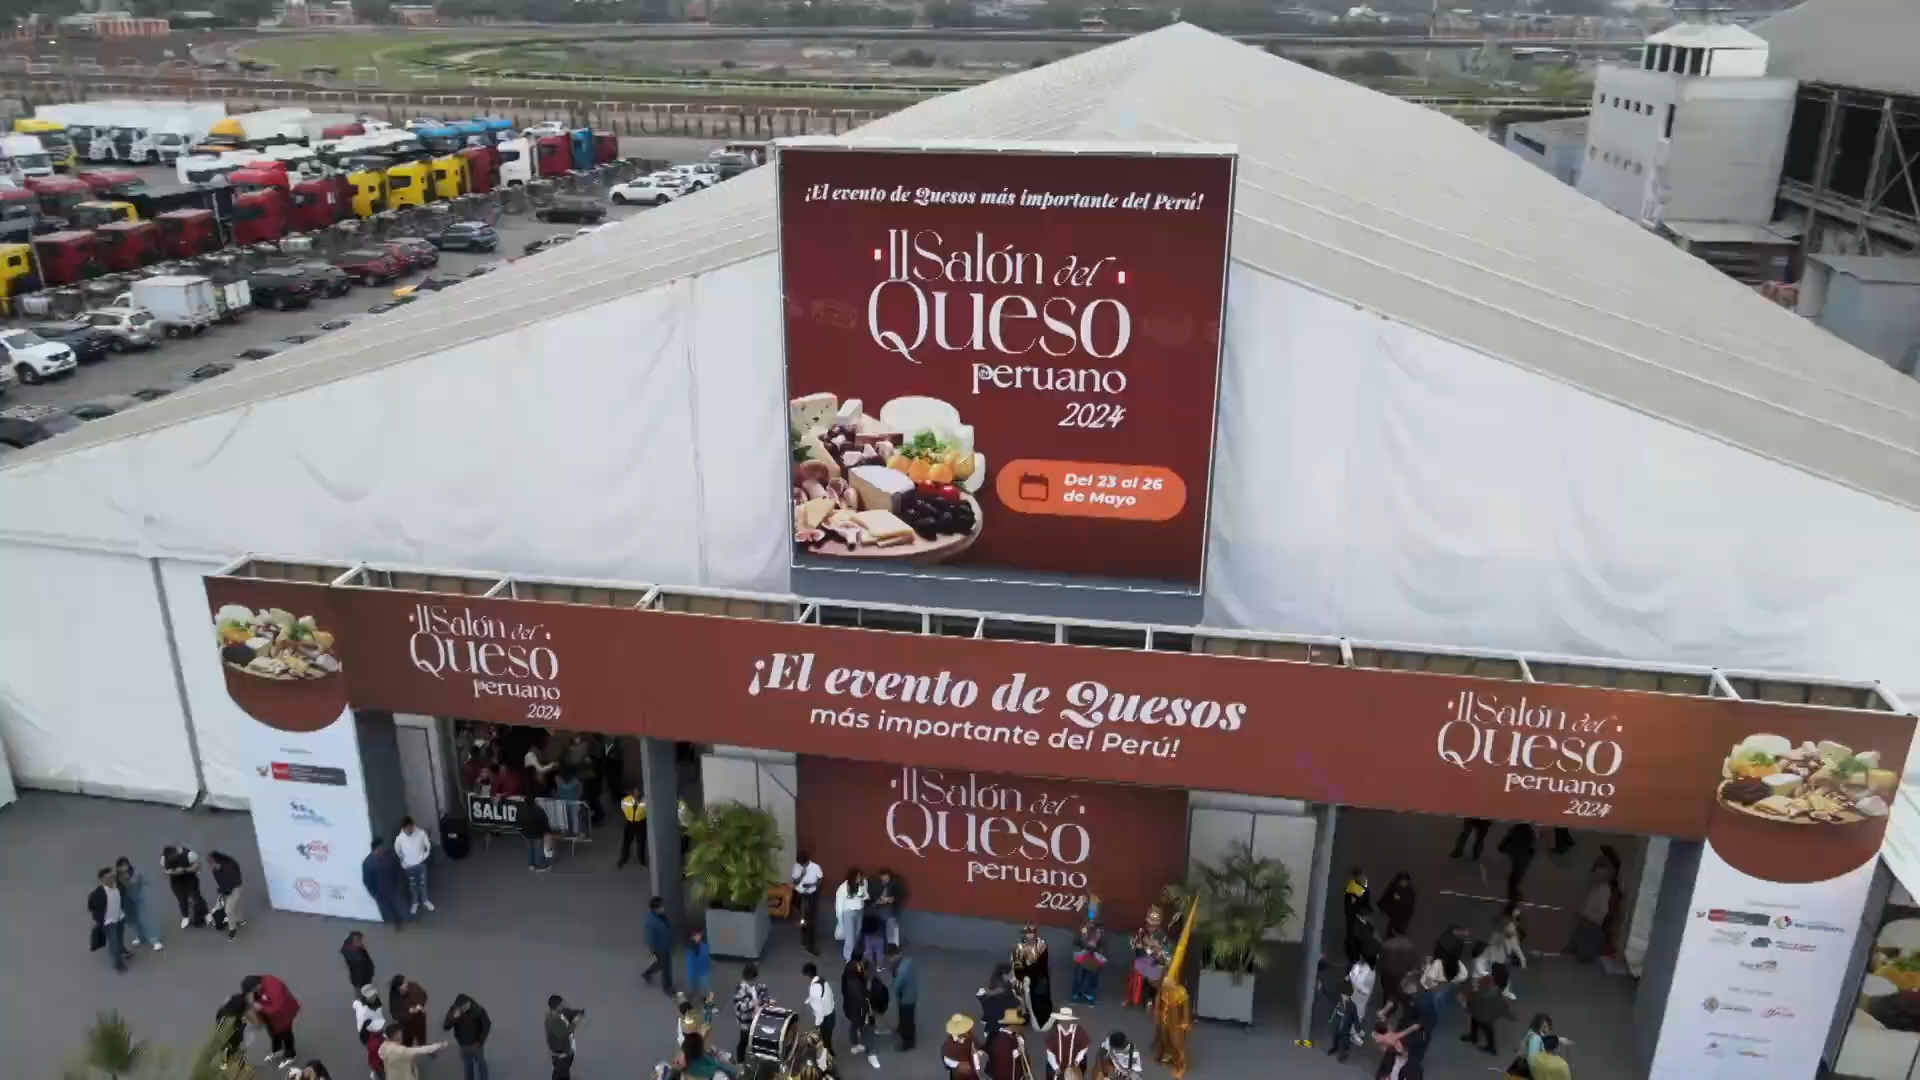 ¡El evento de Quesos más importante del Perú!
II Salón del
Queso
peruano
2024
Del 23 al 26
de Mayo
II Salón del
Queso
peruano
2024
¡El evento de Quesos
más importante del Perú!
II Salón del
Queso
peruano
2024
II Salón del
Queso
peruano
2024
SALID